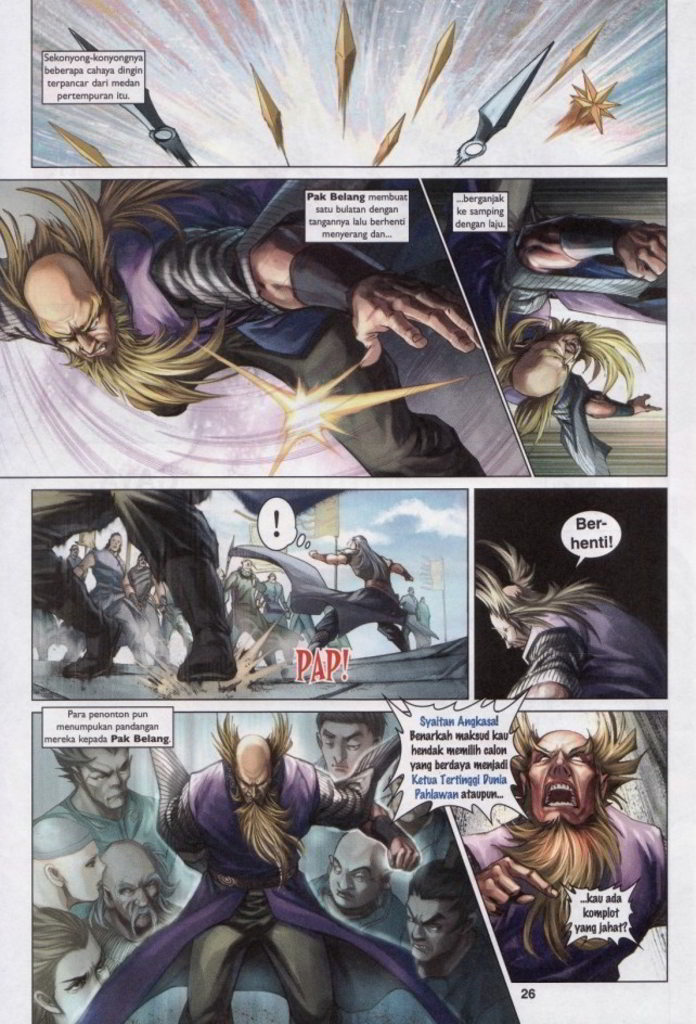 Sekonyong-konyongnya
beberapa cahaya dingin
terpancar dari medan
pertempuran itu.
Pak Belang membuat
satu bulatan dengan
tangannya lalu berhenti
menyerang dan...
...berganjak
ke samping
dengan laju.
!
PAP!
Ber-
henti!
Para penonton pun
menumpukan pandangan
mereka kepada Pak Belang.
Syaitan Angkasa!
Benarkah maksud kau
hendak memilih calon
yang berdaya menjadi
Ketua Tertinggi Dunia
Pahlawan ataupun...
...kau ada
komplot
yang jahat?
26